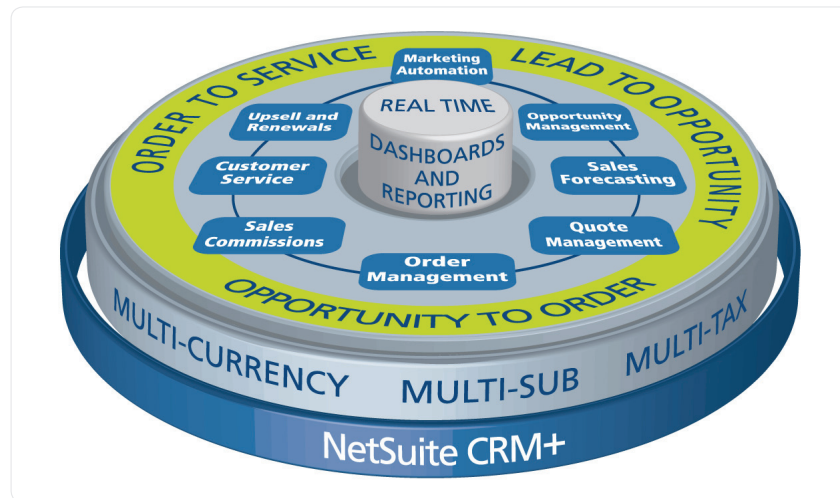 ORDER TO SERVICE
LEAD TO OPPORTUNITY
OPPORTUNITY TO ORDER
Marketing
Automation
Opportunity
Management
Sales
Forecasting
Quote
Management
Order
Management
Sales
Commissions
Customer
Service
Upsell and
Renewals
REAL TIME
DASHBOARDS
AND
REPORTING
MULTI-CURRENCY
MULTI-SUB
MULTI-TAX
NetSuite CRM+